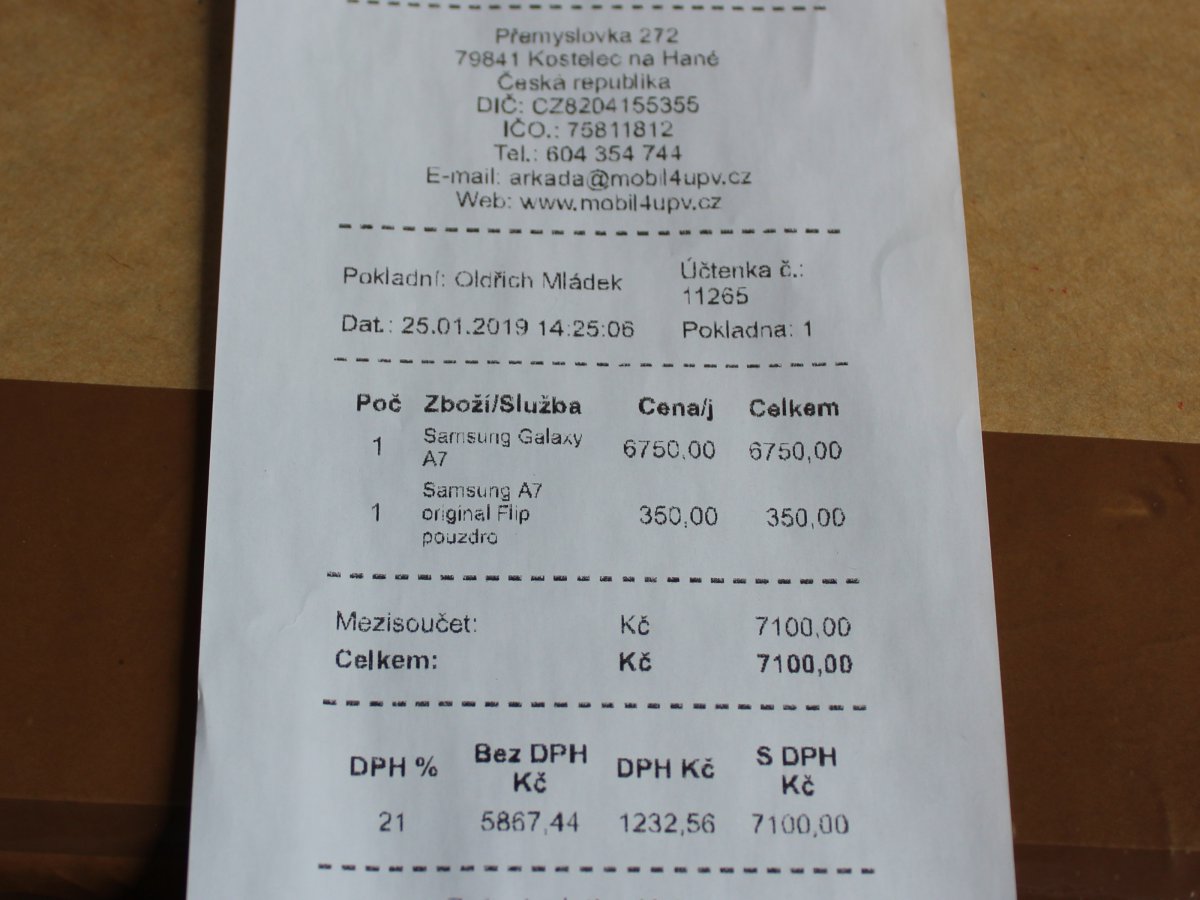 Přemyslovka 272
79841 Kostelec na Hané
Česká republika
DIČ: CZ8204155355
IČO.: 75811812
Tel.: 604 354 744
E-mail: arkada@mobil4upv.cz
Web: www.mobil4upv.cz
Pokladní: Oldřich Mládek Účtenka č.: 11265
Dat.: 25.01.2019 14:25:06 Pokladna: 1
Poč Zboží/Služba Cena/j Celkem
1 Samsung Galaxy A7 6750,00 6750,00
1 Samsung A7 original Flip pouzdro 350,00 350,00
Mezisoučet: Kč 7100,00
Celkem: Kč 7100,00
DPH % Bez DPH Kč DPH Kč S DPH Kč
21 5867,44 1232,56 7100,00